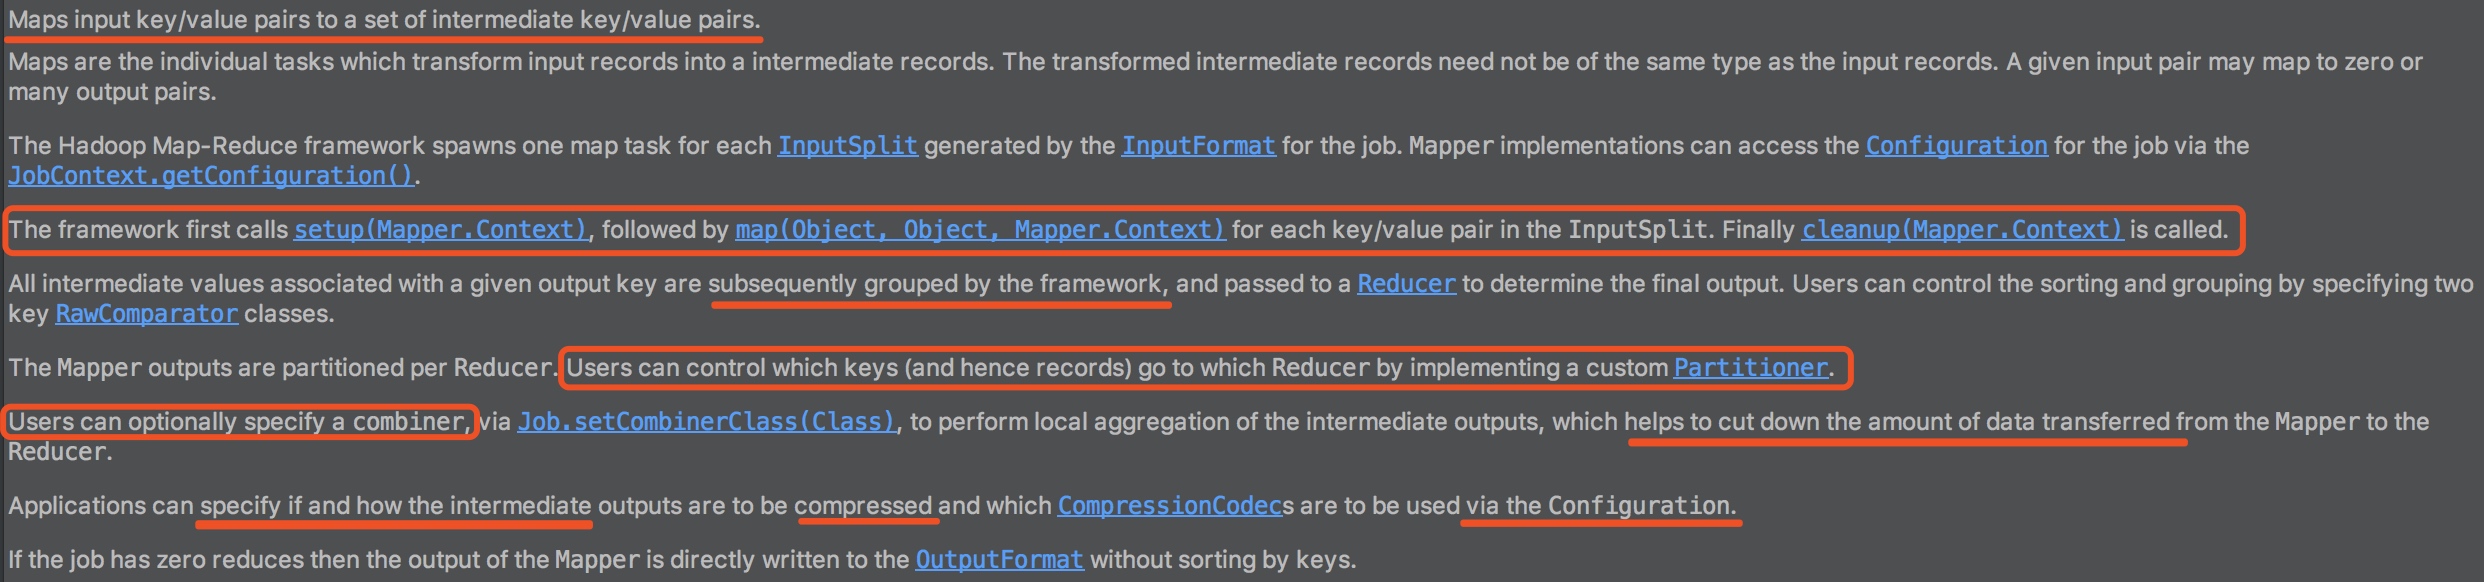 Maps input key/value pairs to a set of intermediate key/value pairs.
Maps are the individual tasks which transform input records into a intermediate records. The transformed intermediate records need not be of the same type as the input records. A given input pair may map to zero or
many output pairs.
The Hadoop Map-Reduce framework spawns one map task for each InputSplit generated by the InputFormat for the job. Mapper implementations can access the Configuration for the job via the
JobContext.getConfiguration().
The framework first calls setup(Mapper.Context), followed by map(Object, Object, Mapper.Context) for each key/value pair in the InputSplit. Finally cleanup(Mapper.Context) is called.
All intermediate values associated with a given output key are subsequently grouped by the framework, and passed to a Reducer to determine the final output. Users can control the sorting and grouping by specifying two
key RawComparator classes.
The Mapper outputs are partitioned per Reducer. Users can control which keys (and hence records) go to which Reducer by implementing a custom Partitioner.
Users can optionally specify a combiner, via Job.setCombinerClass(Class), to perform local aggregation of the intermediate outputs, which helps to cut down the amount of data transferred from the Mapper to the
Reducer.
Applications can specify if and how the intermediate outputs are to be compressed and which CompressionCodecs are to be used via the Configuration.
If the job has zero reduces then the output of the Mapper is directly written to the OutputFormat without sorting by keys.